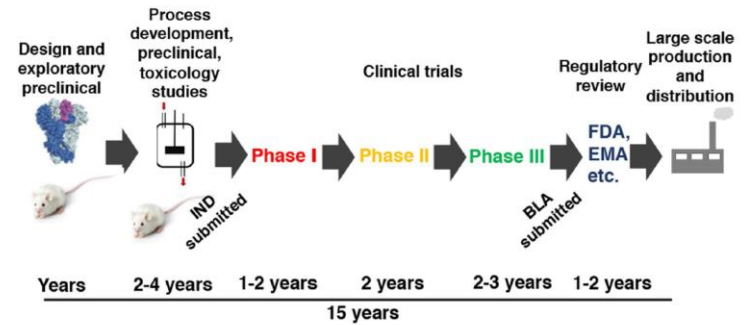 Design and
exploratory
preclinical
Process
development,
preclinical,
toxicology
studies
Clinical trials
Regulatory
review
Large scale
production
and
distribution
Phase I
Phase II
Phase III
FDA,
EMA
etc.
IND
submitted
BLA
submitted
Years
2-4 years
1-2 years
2 years
2-3 years
1-2 years
15 years